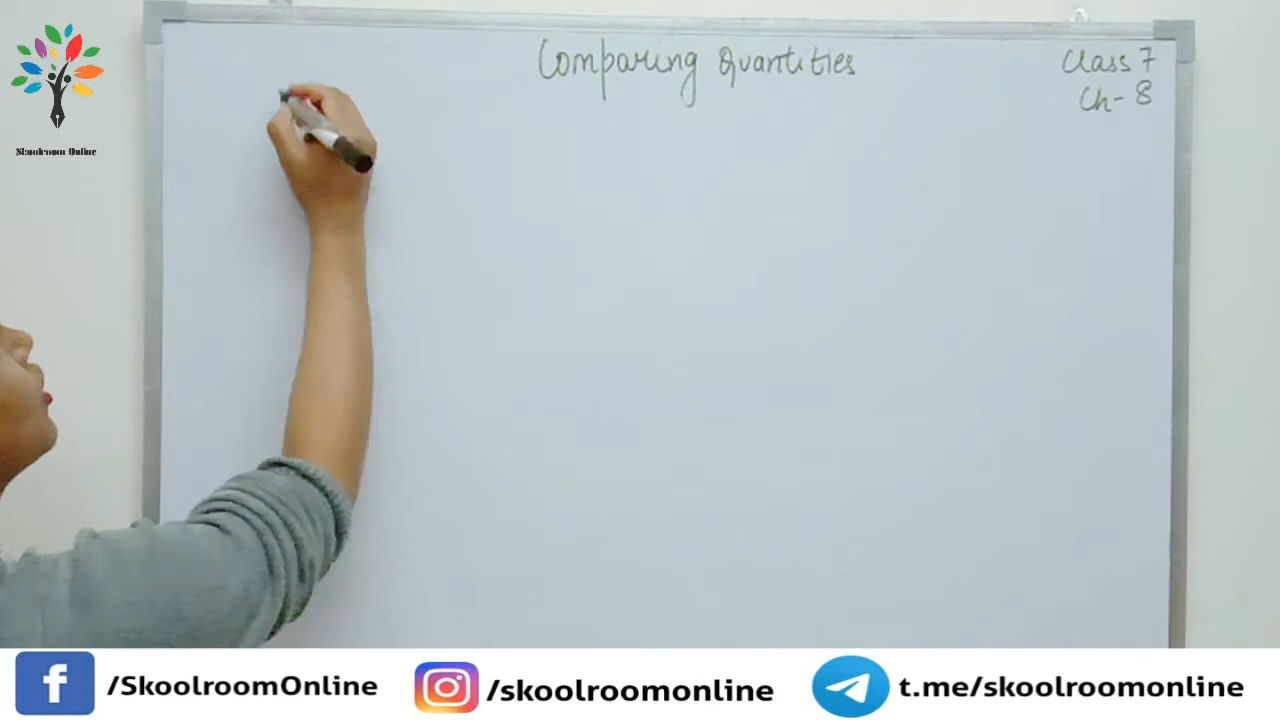 Comparing Quantities
Class 7
Ch- 8
Skoolroom Online
/SkoolroomOnline
/skoolroomonline
t.me/skoolroomonline